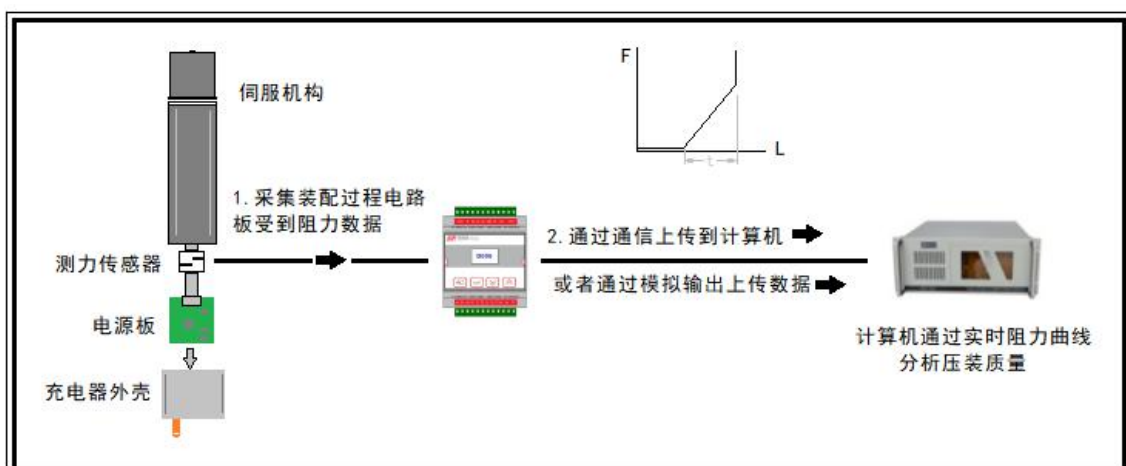 伺服机构
F
L
t
1.采集装配过程电路
板受到阻力数据
2.通过通信上传到计算机
或者通过模拟输出上传数据
测力传感器
电源板
充电器外壳
计算机通过实时阻力曲线
分析压装质量